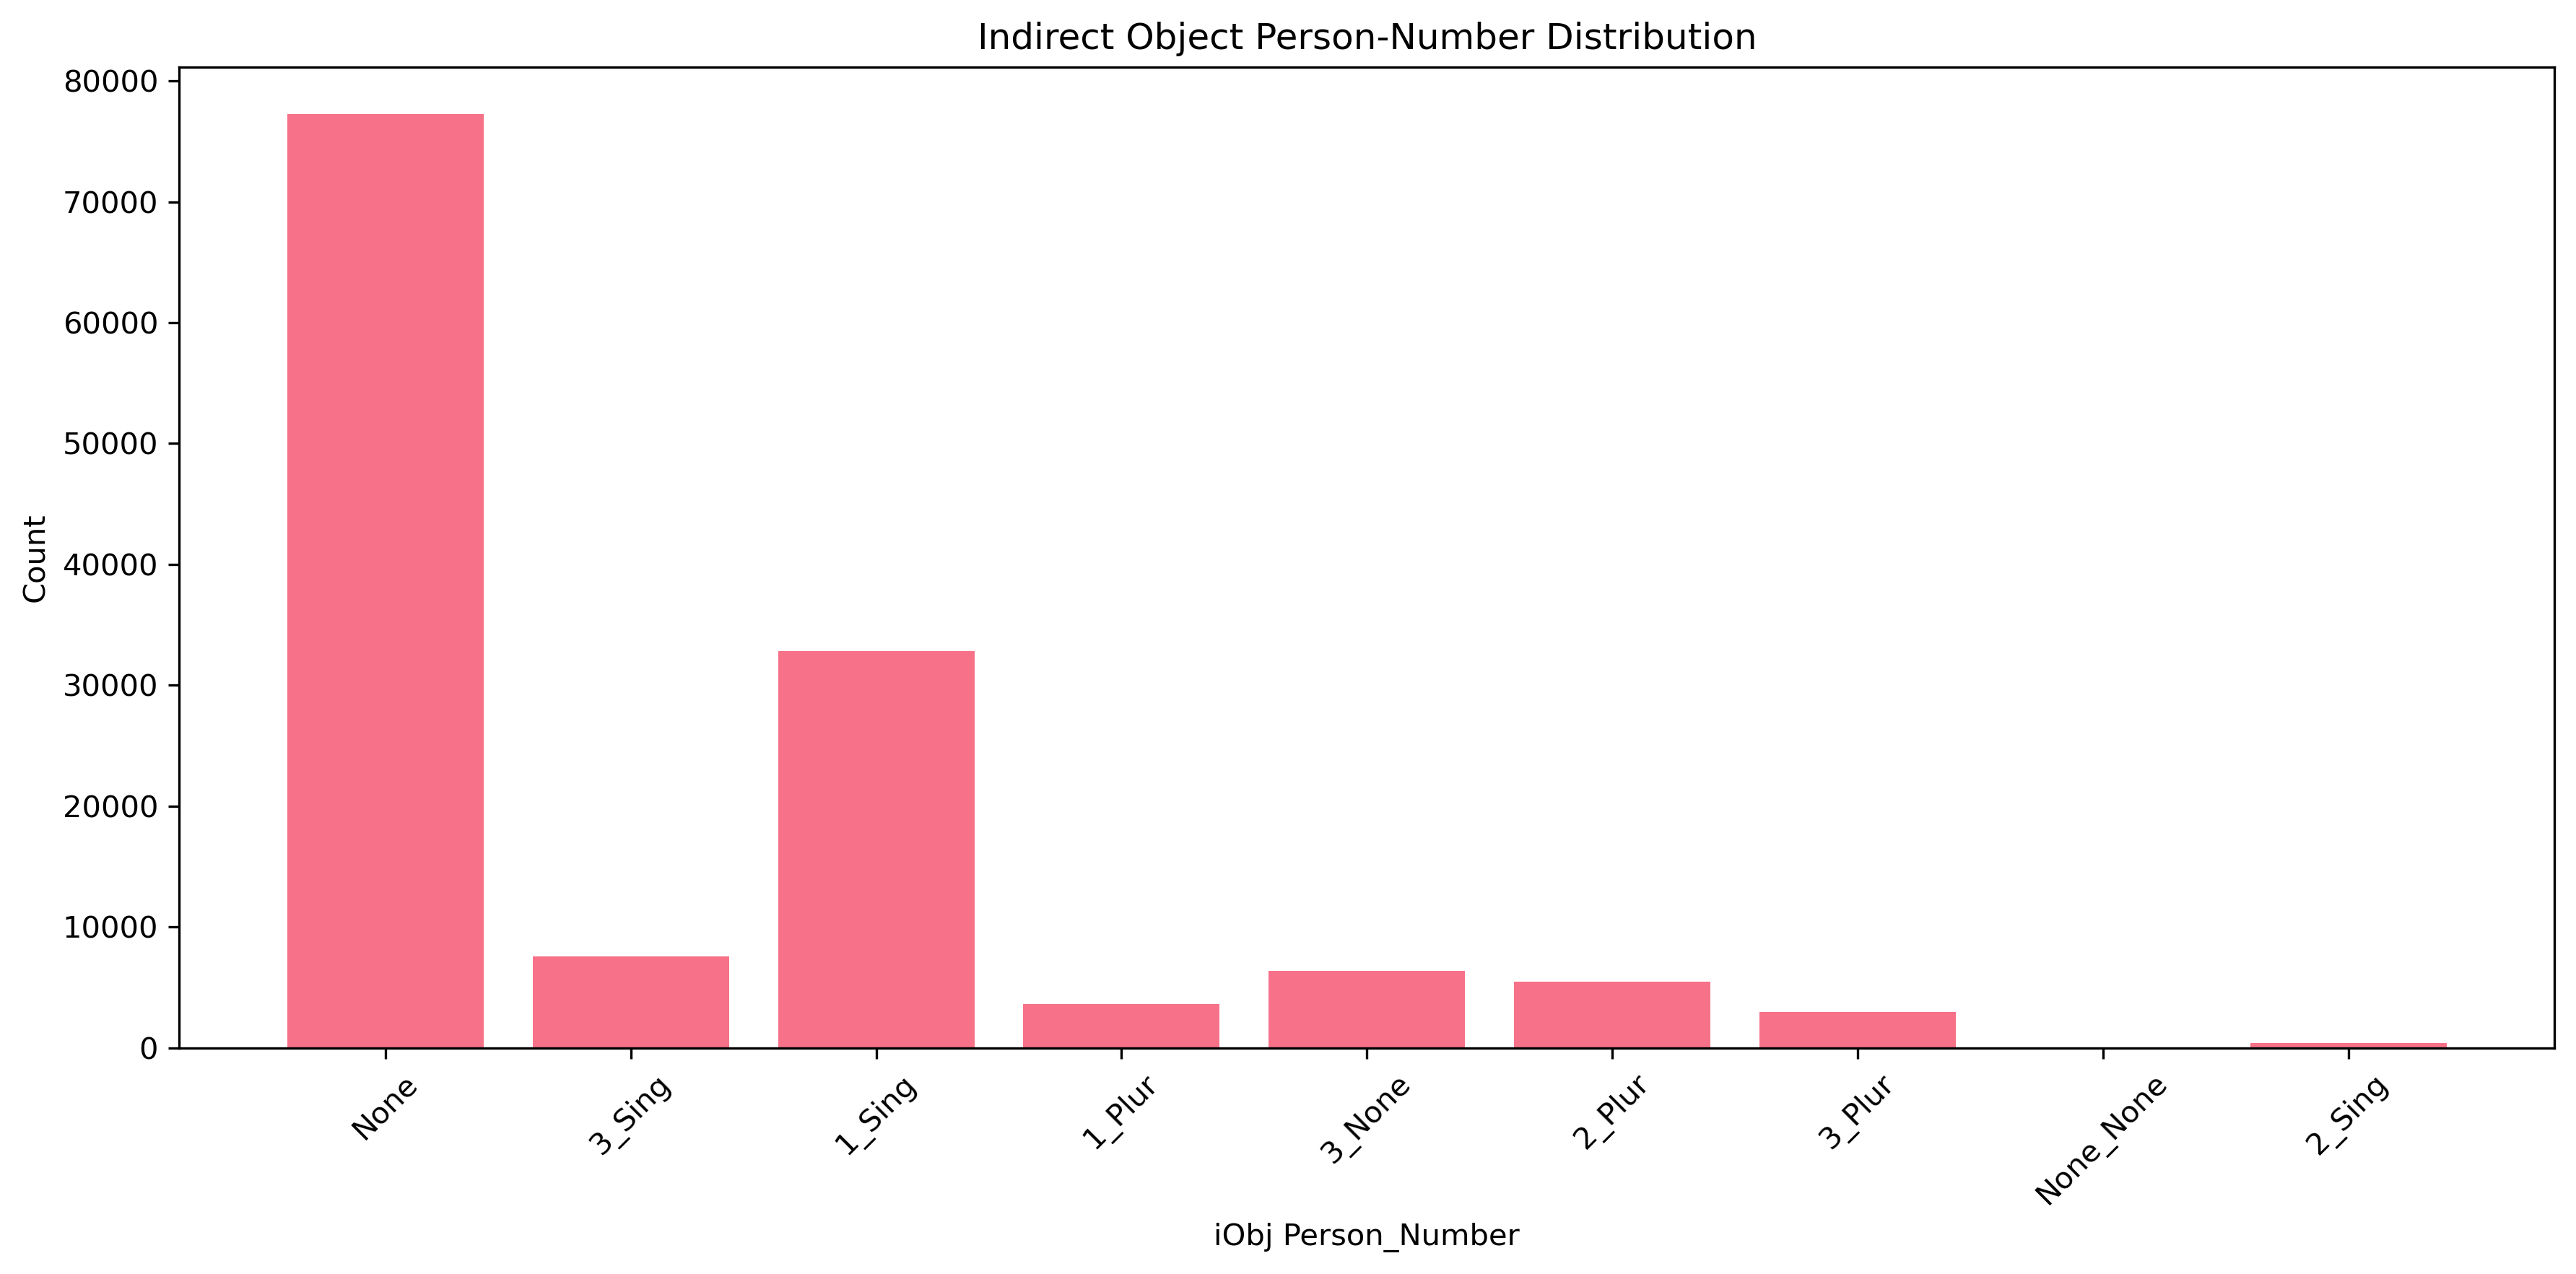 Indirect Object Person-Number Distribution
80000
70000
60000
50000
40000
30000
20000
10000
0
Count
None
3_Sing
1_Sing
1_Plur
3_None
2_Plur
3_Plur
None_None
2_Sing
iObj Person_Number